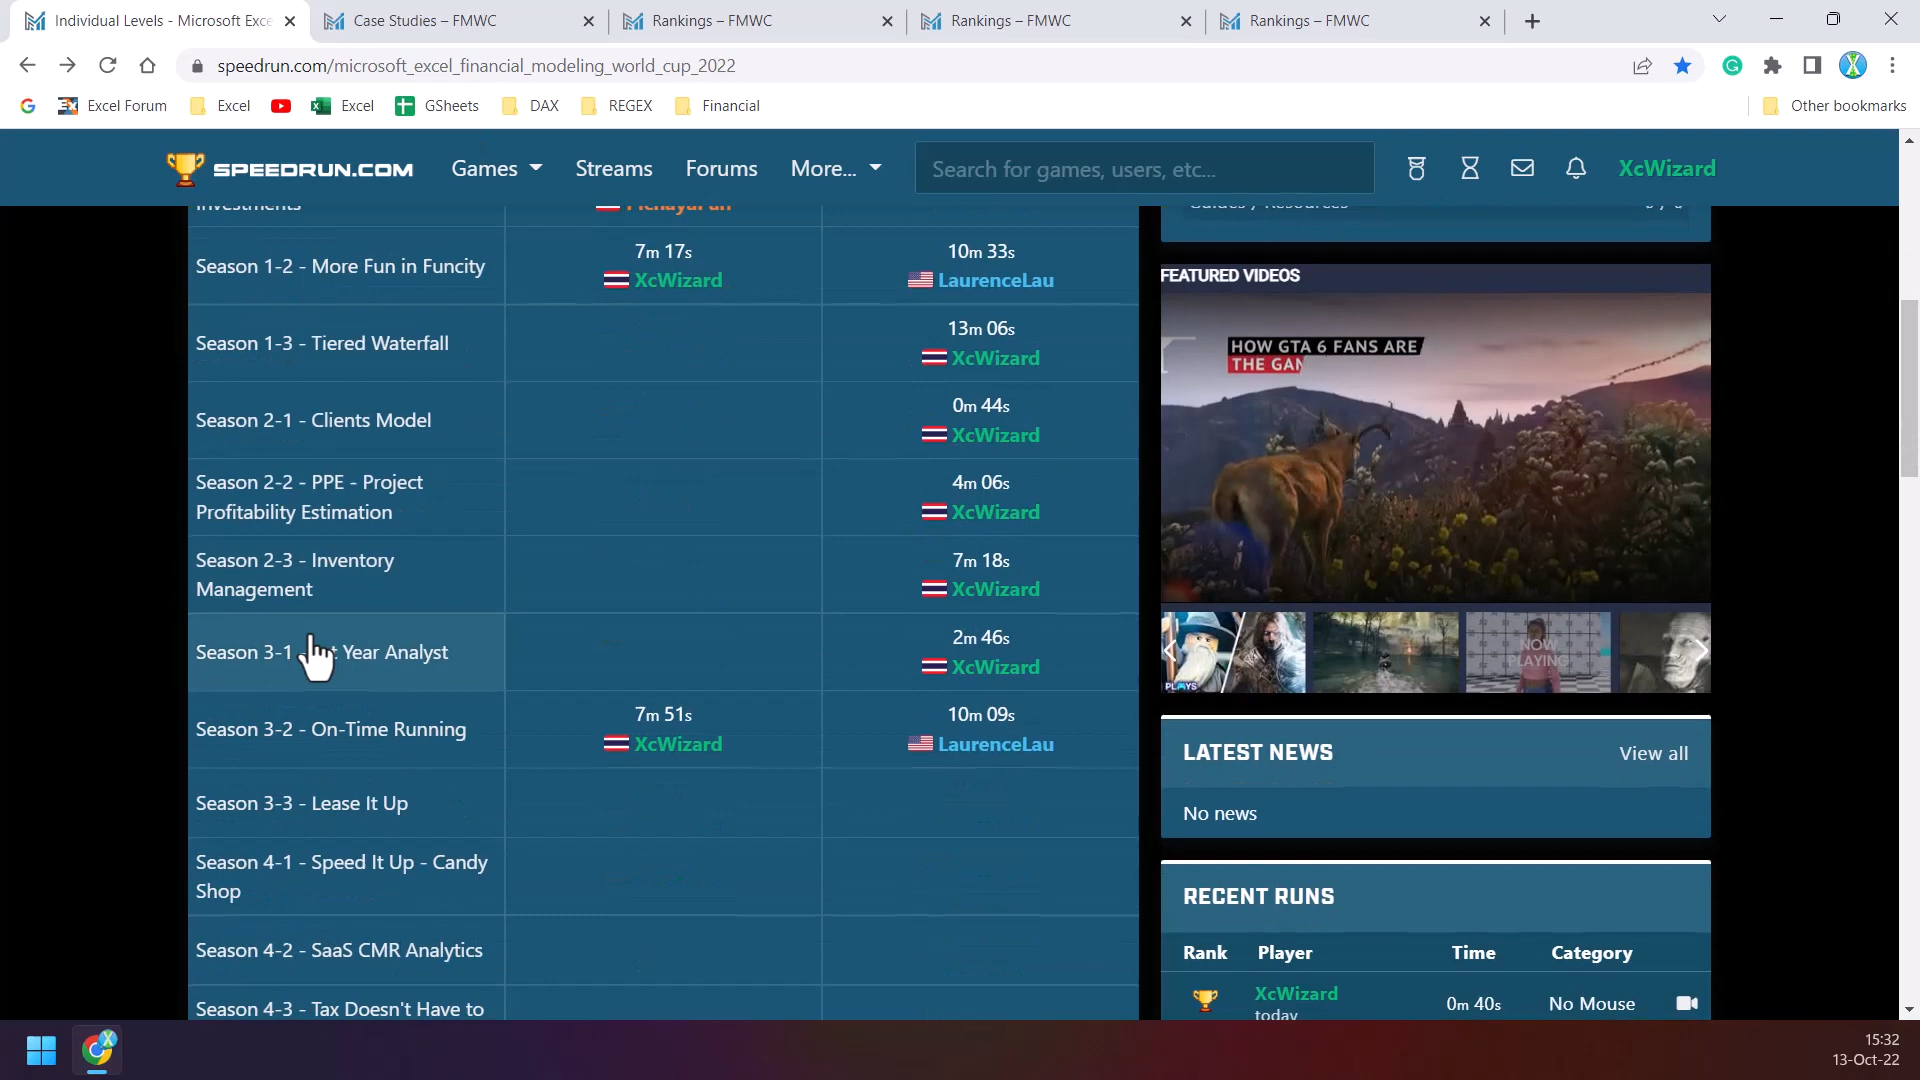 Individual Levels - Microsoft Exce
Case Studies – FMWC
Rankings – FMWC
Rankings – FMWC
Rankings – FMWC
speedrun.com/microsoft_excel_financial_modeling_world_cup_2022
Excel Forum
Excel
Excel
GSheets
DAX
REGEX
Financial
Other bookmarks
SPEEDRUN.COM
Games
Streams
Forums
More...
Search for games, users, etc...
XcWizard
Investments
Season 1-2 - More Fun in Funcity
7m 17s
XcWizard
10m 33s
LaurenceLau
Season 1-3 - Tiered Waterfall
13m 06s
XcWizard
Season 2-1 - Clients Model
0m 44s
XcWizard
Season 2-2 - PPE - Project
Profitability Estimation
4m 06s
XcWizard
Season 2-3 - Inventory
Management
7m 18s
XcWizard
Season 3-1 Year Analyst
2m 46s
XcWizard
Season 3-2 - On-Time Running
7m 51s
XcWizard
10m 09s
LaurenceLau
Season 3-3 - Lease It Up
Season 4-1 - Speed It Up - Candy
Shop
Season 4-2 - SaaS CMR Analytics
Season 4-3 - Tax Doesn't Have to
FEATURED VIDEOS
HOW GTA 6 FANS ARE
THE GAM
PLAYS
NOW
PLAYING
LATEST NEWS
View all
No news
RECENT RUNS
Rank
Player
Time
Category
XcWizard
today
0m 40s
No Mouse
15:32
13-Oct-22